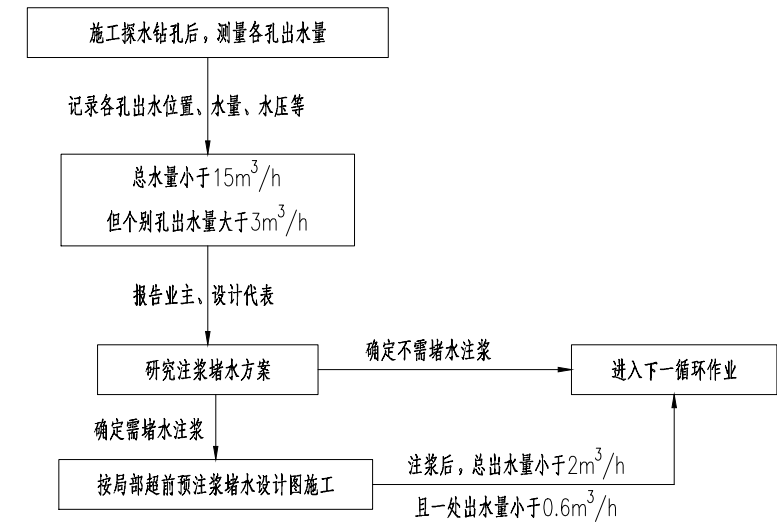 施工探水钻孔后，测量各孔出水量
记录各孔出水位置、水量、水压等
总水量小于15m³/h
但个别孔出水量大于3m³/h
报告业主、设计代表
研究注浆堵水方案
确定不需堵水注浆
进入下一循环作业
确定需堵水注浆
按局部超前预注浆堵水设计图施工
注浆后，总出水量小于2m³/h
且一处出水量小于0.6m³/h